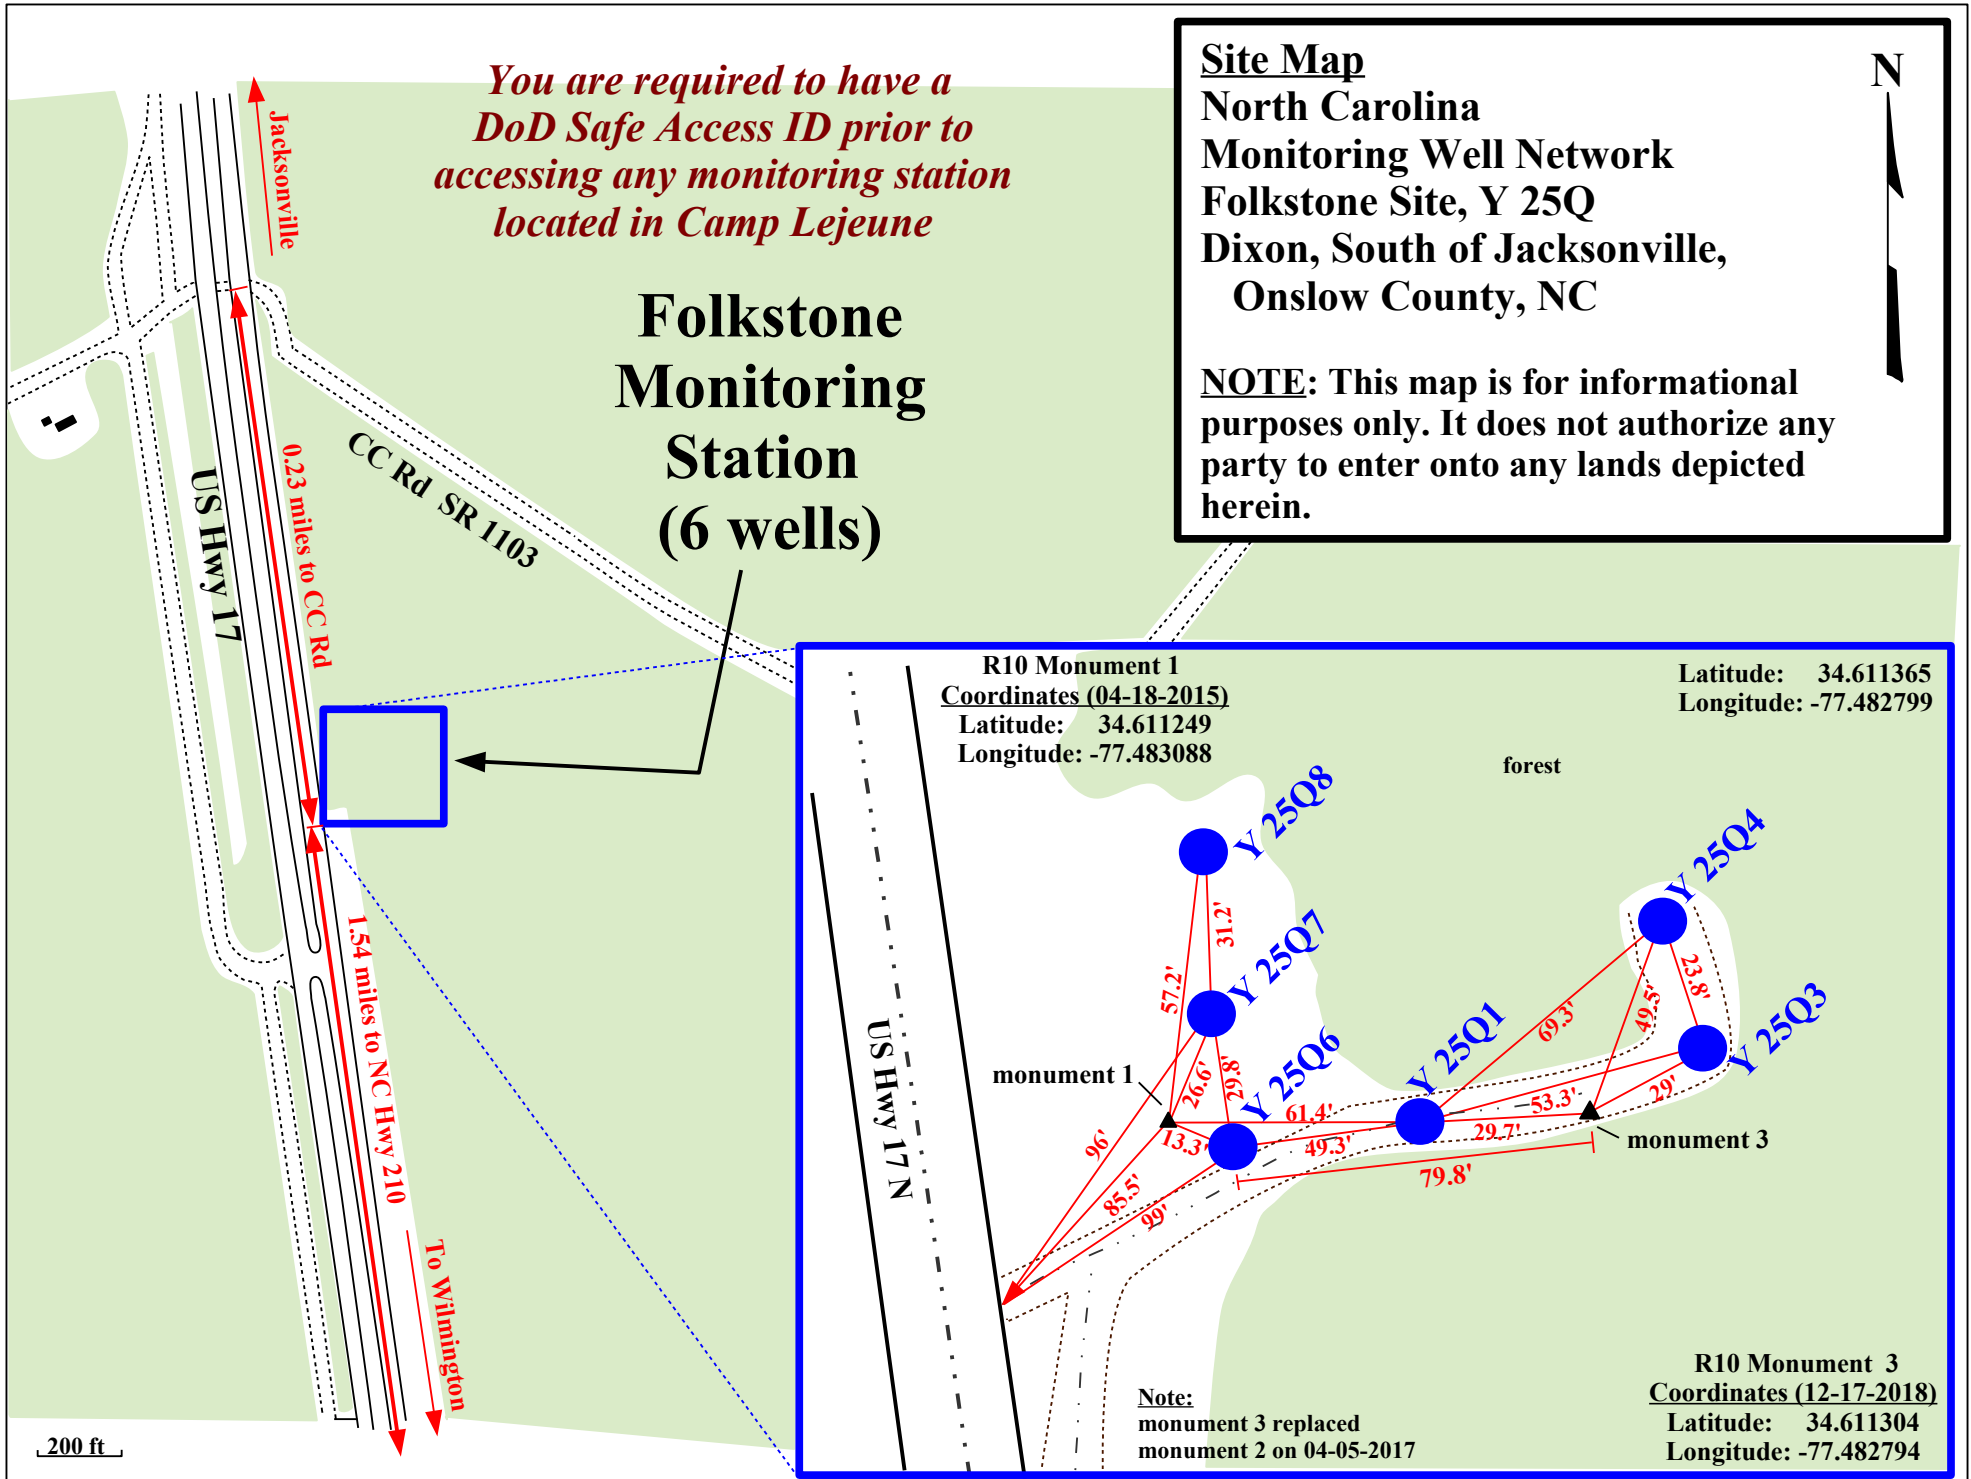 You are required to have a
DoD Safe Access ID prior to
accessing any monitoring station
located in Camp Lejeune
Folkstone
Monitoring
Station
(6 wells)
Site Map
North Carolina
Monitoring Well Network
Folkstone Site, Y 25Q
Dixon, South of Jacksonville,
Onslow County, NC
NOTE: This map is for informational
purposes only. It does not authorize any
party to enter onto any lands depicted
herein.
N
Jacksonville
0.23 miles to CC Rd
US Hwy 17
CC Rd SR 1103
1.54 miles to NC Hwy 210
To Wilmington
200 ft
R10 Monument 1
Coordinates (04-18-2015)
Latitude: 34.611249
Longitude: -77.483088
Latitude: 34.611365
Longitude: -77.482799
forest
Y 25Q8
Y 25Q7
Y 25Q6
Y 25Q1
Y 25Q4
Y 25Q3
31.2'
57.2'
26.6'
29.8'
13.3'
61.4'
49.3'
96'
85.5'
99'
69.3'
49.5'
23.8'
53.3'
29'
29.7'
79.8'
monument 1
monument 3
US Hwy 17 N
Note:
monument 3 replaced
monument 2 on 04-05-2017
R10 Monument 3
Coordinates (12-17-2018)
Latitude: 34.611304
Longitude: -77.482794